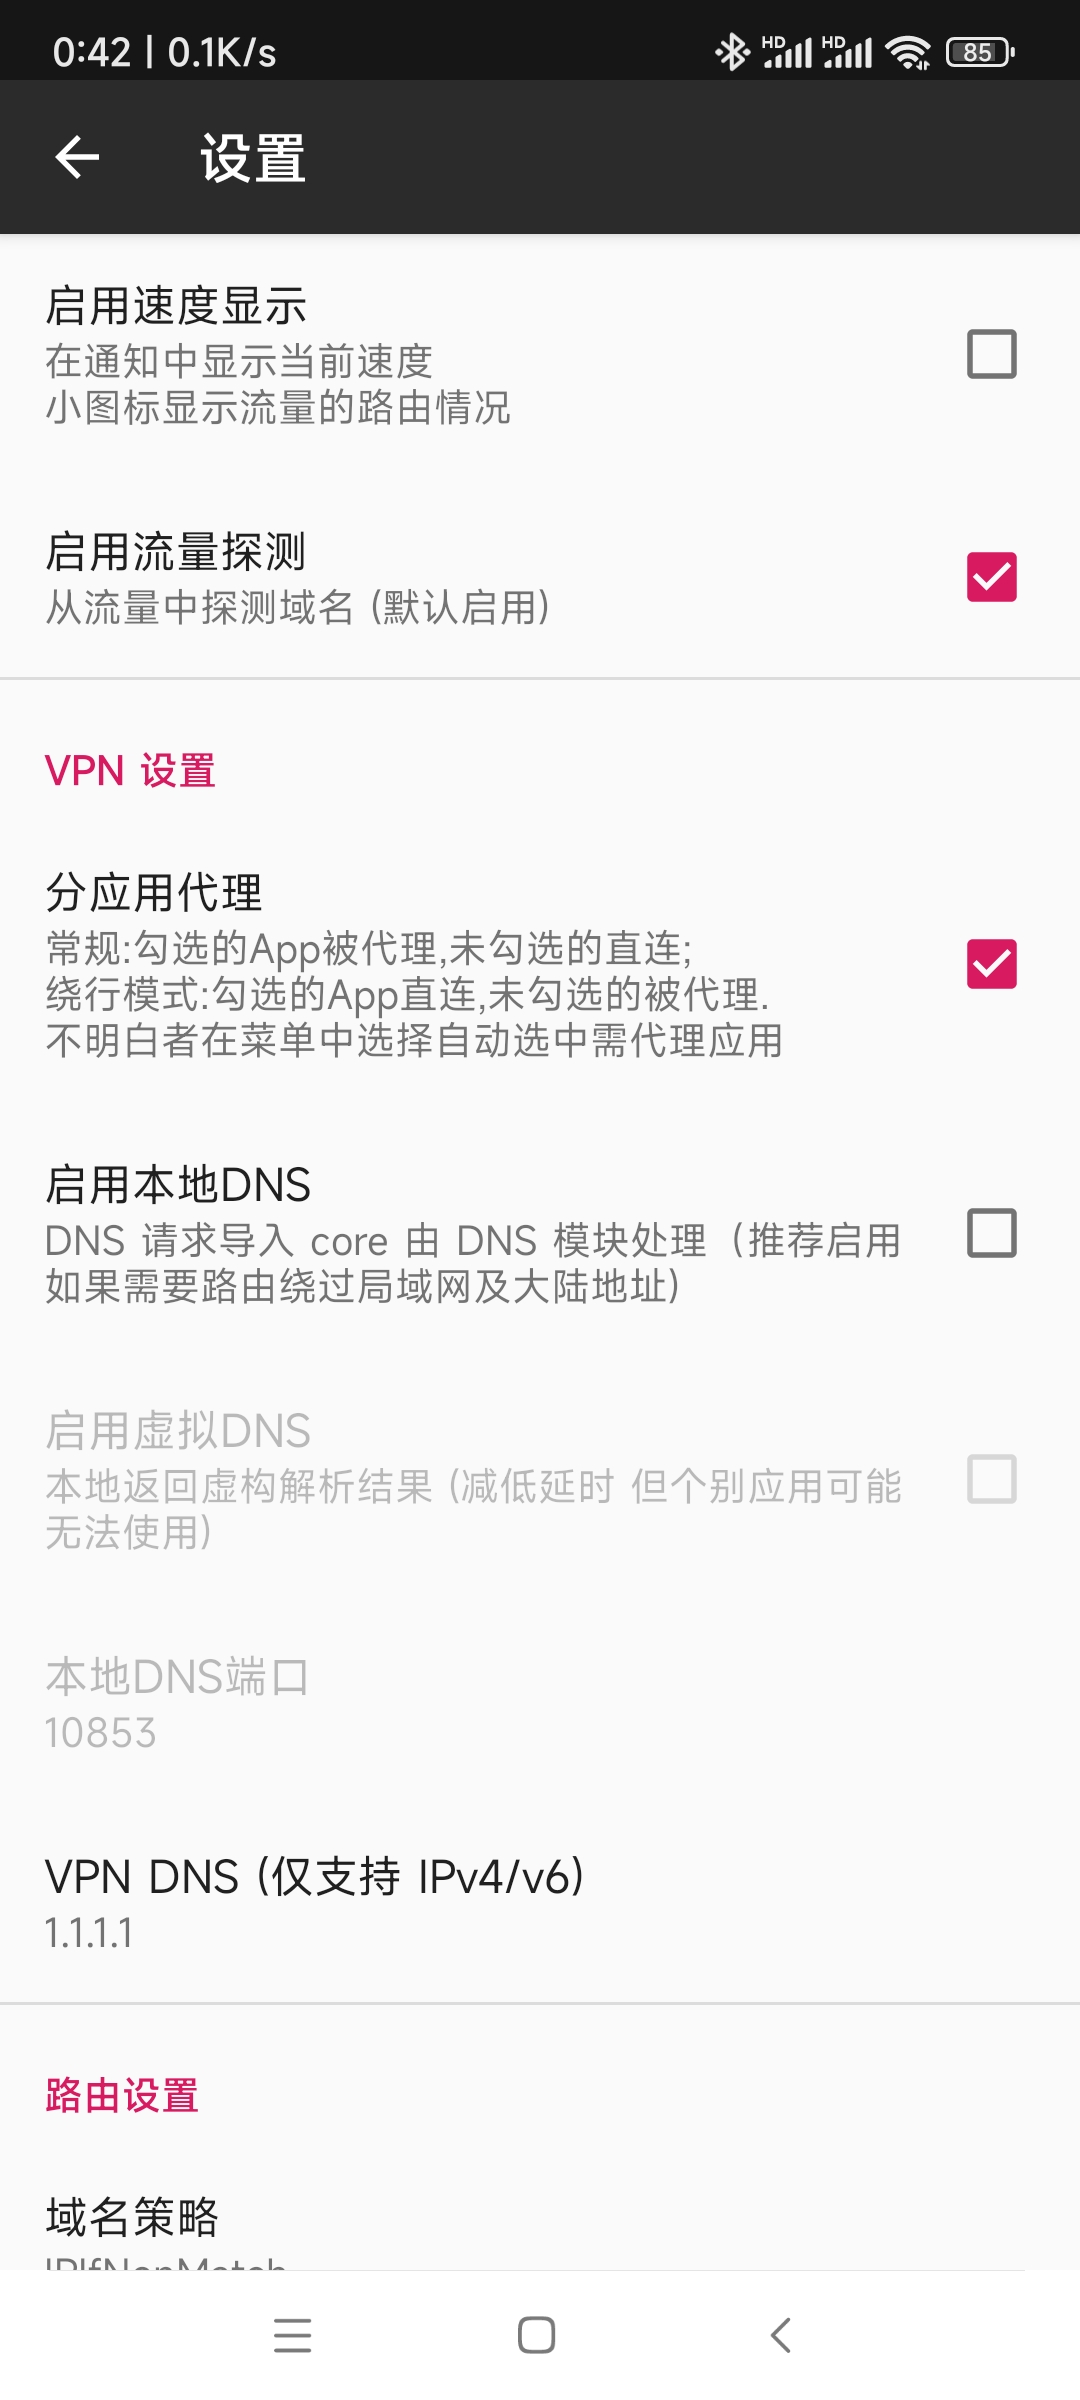 0:42 | 0.1K/s
HD HD 85
设置
启用速度显示
在通知中显示当前速度
小图标显示流量的路由情况
启用流量探测
从流量中探测域名 (默认启用)
VPN 设置
分应用代理
常规:勾选的App被代理,未勾选的直连;
绕行模式:勾选的App直连,未勾选的被代理.
不明白者在菜单中选择自动选中需代理应用
启用本地DNS
DNS 请求导入 core 由 DNS 模块处理（推荐启用
如果需要路由绕过局域网及大陆地址)
启用虚拟DNS
本地返回虚构解析结果 (减低延时 但个别应用可能
无法使用)
本地DNS端口
10853
VPN DNS (仅支持 IPv4/v6)
1.1.1.1
路由设置
域名策略
IPIfNonMatch